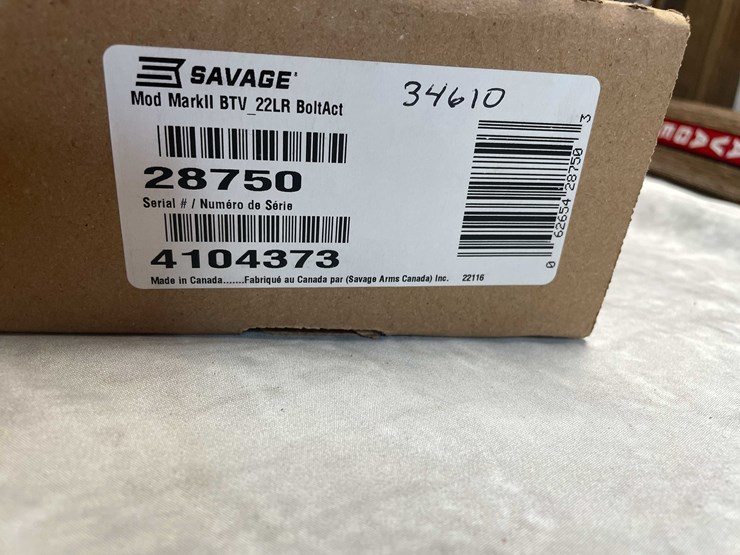 SAVAGE
Mod MarkII BTV_22LR BoltAct
34610
28750
Serial # / Numéro de Série
4104373
Made in Canada.......Fabriqué au Canada par (Savage Arms Canada) Inc. 22116
0 62654 28750 3